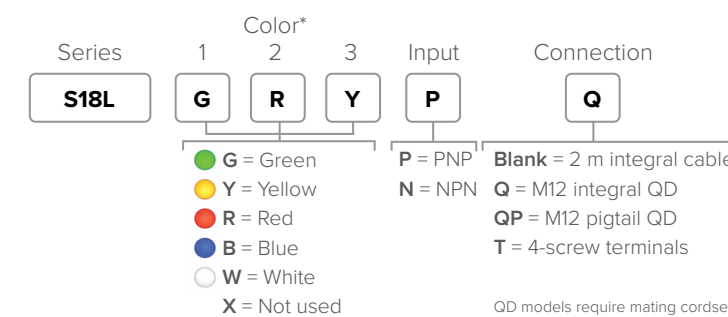 Color*
Series 1 2 3 Input Connection
S18L G R Y P Q
G = Green P = PNP Blank = 2 m integral cable
Y = Yellow N = NPN Q = M12 integral QD
R = Red QP = M12 pigtail QD
B = Blue T = 4-screw terminals
W = White
X = Not used QD models require mating cordse